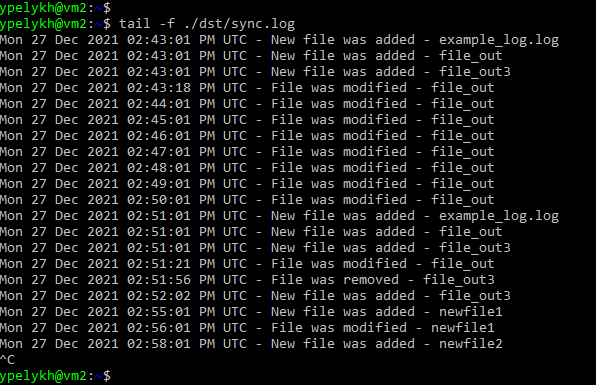 ypelykh@vm2:~$
ypelykh@vm2:~$ tail -f ./dst/sync.log
Mon 27 Dec 2021 02:43:01 PM UTC - New file was added - example_log.log
Mon 27 Dec 2021 02:43:01 PM UTC - New file was added - file_out
Mon 27 Dec 2021 02:43:01 PM UTC - New file was added - file_out3
Mon 27 Dec 2021 02:43:18 PM UTC - File was modified - file_out
Mon 27 Dec 2021 02:44:01 PM UTC - File was modified - file_out
Mon 27 Dec 2021 02:45:01 PM UTC - File was modified - file_out
Mon 27 Dec 2021 02:46:01 PM UTC - File was modified - file_out
Mon 27 Dec 2021 02:47:01 PM UTC - File was modified - file_out
Mon 27 Dec 2021 02:48:01 PM UTC - File was modified - file_out
Mon 27 Dec 2021 02:49:01 PM UTC - File was modified - file_out
Mon 27 Dec 2021 02:50:01 PM UTC - File was modified - file_out
Mon 27 Dec 2021 02:51:01 PM UTC - New file was added - example_log.log
Mon 27 Dec 2021 02:51:01 PM UTC - New file was added - file_out
Mon 27 Dec 2021 02:51:01 PM UTC - New file was added - file_out3
Mon 27 Dec 2021 02:51:21 PM UTC - File was modified - file_out
Mon 27 Dec 2021 02:51:56 PM UTC - File was removed - file_out3
Mon 27 Dec 2021 02:52:02 PM UTC - New file was added - file_out3
Mon 27 Dec 2021 02:55:01 PM UTC - New file was added - newfile1
Mon 27 Dec 2021 02:56:01 PM UTC - File was modified - newfile1
Mon 27 Dec 2021 02:58:01 PM UTC - New file was added - newfile2
^C
ypelykh@vm2:~$